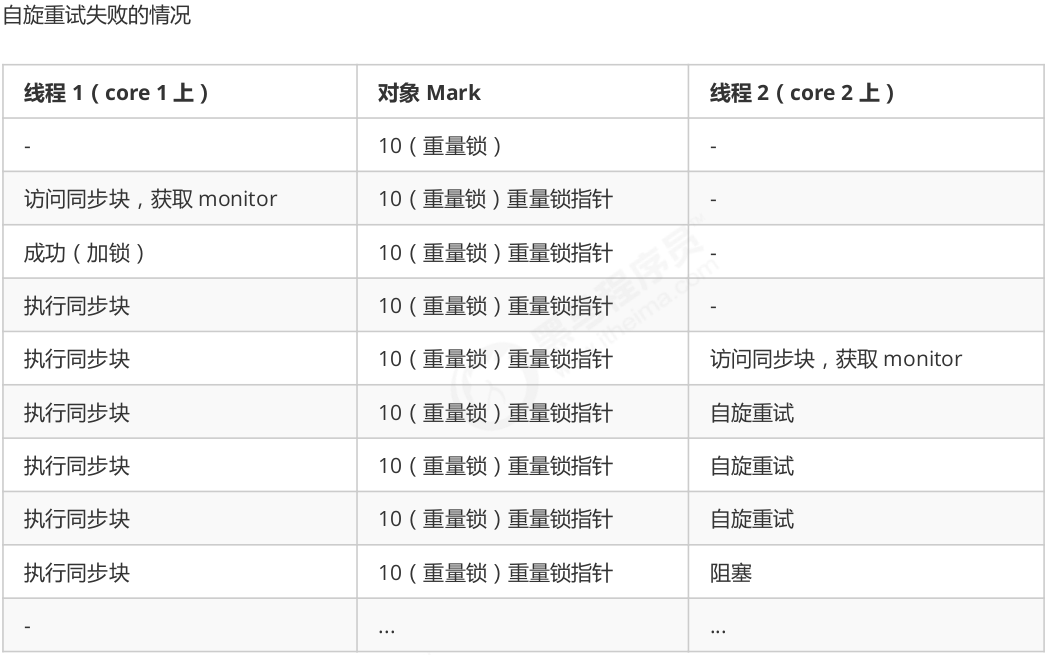 自旋重试失败的情况
线程 1（core 1 上） 对象 Mark 线程 2（core 2 上）
- 10（重量锁） -
访问同步块，获取 monitor 10（重量锁）重量锁指针 -
成功（加锁） 10（重量锁）重量锁指针 -
执行同步块 10（重量锁）重量锁指针 -
执行同步块 10（重量锁）重量锁指针 访问同步块，获取 monitor
执行同步块 10（重量锁）重量锁指针 自旋重试
执行同步块 10（重量锁）重量锁指针 自旋重试
执行同步块 10（重量锁）重量锁指针 自旋重试
执行同步块 10（重量锁）重量锁指针 阻塞
- ... ...